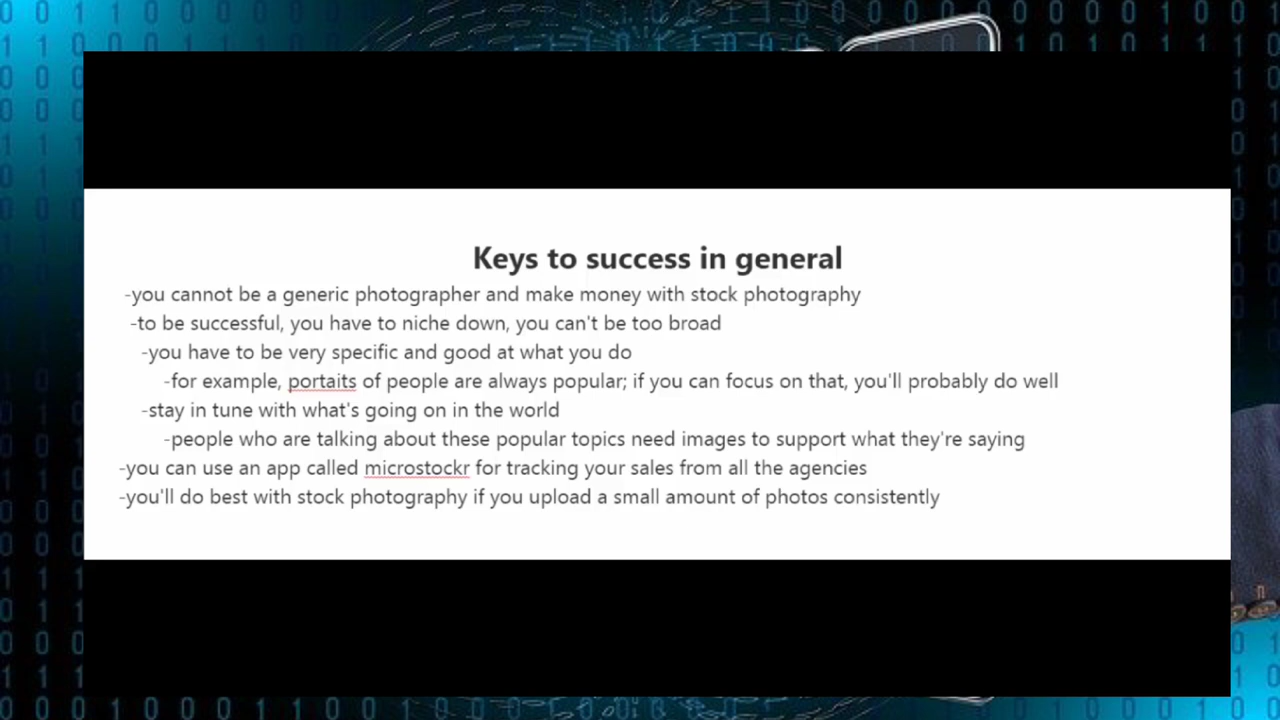 Keys to success in general
-you cannot be a generic photographer and make money with stock photography
-to be successful, you have to niche down, you can't be too broad
-you have to be very specific and good at what you do
-for example, portaits of people are always popular; if you can focus on that, you'll probably do well
-stay in tune with what's going on in the world
-people who are talking about these popular topics need images to support what they're saying
-you can use an app called microstockr for tracking your sales from all the agencies
-you'll do best with stock photography if you upload a small amount of photos consistently